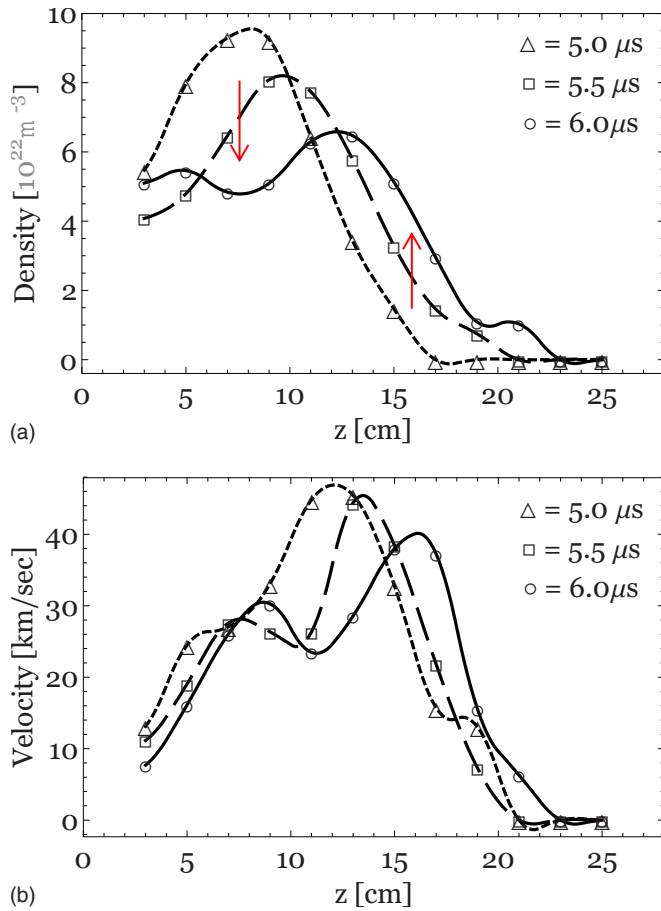 10
8
6
4
2
0
Density [10²²m⁻³]
△ = 5.0 μs
□ = 5.5 μs
○ = 6.0μs
0 5 10 15 20 25
z [cm]
(a)
40
30
20
10
0
Velocity [km/sec]
△ = 5.0 μs
□ = 5.5 μs
○ = 6.0μs
0 5 10 15 20 25
z [cm]
(b)